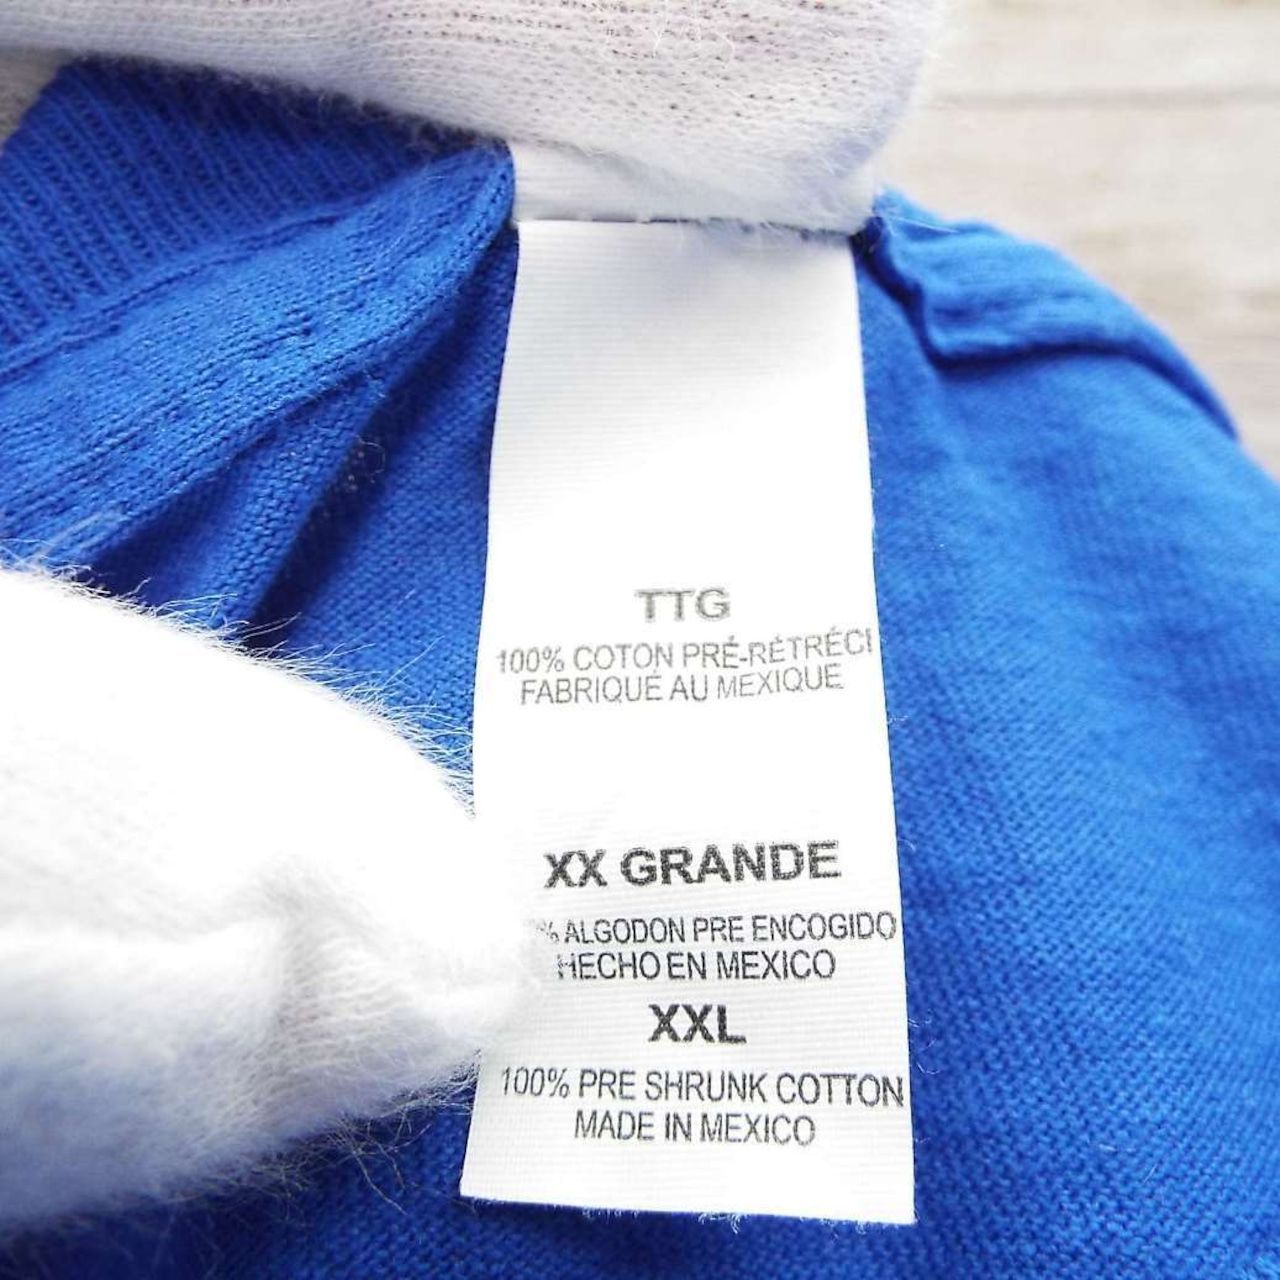 TTG
100% COTON PRÉ-RÉTRÉCI
FABRIQUÉ AU MEXIQUE
XX GRANDE
% ALGODON PRE ENCOGIDO
HECHO EN MEXICO
XXL
100% PRE SHRUNK COTTON
MADE IN MEXICO